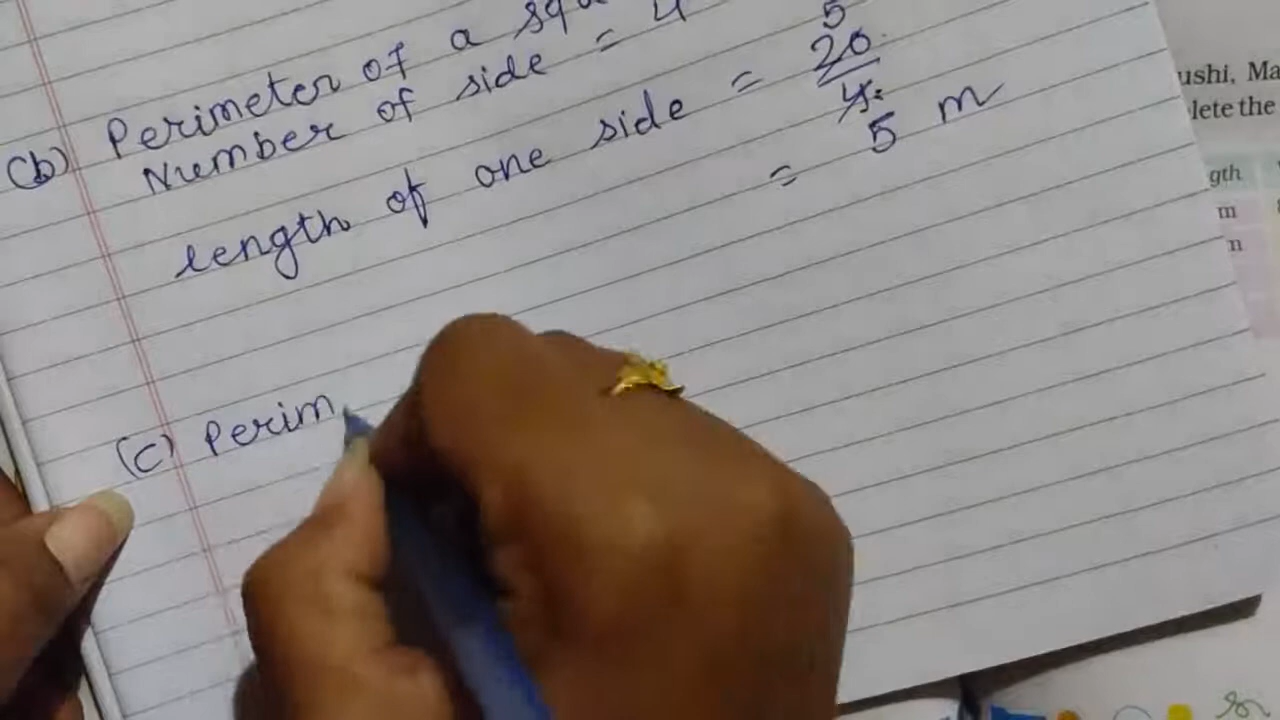 (b) Perimeter of a squ
Number of side = 4
length of one side = 20/4 5
= 5 m
(c) Perim
ushi, Ma
lete the
gth
m
n